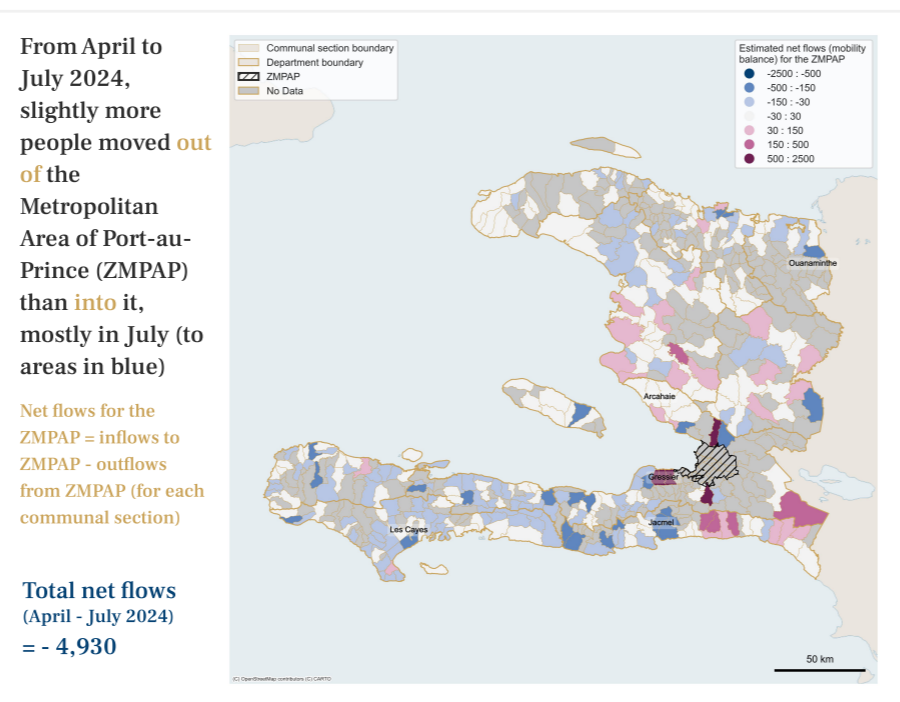 From April to
July 2024,
slightly more
people moved out
of the
Metropolitan
Area of Port-au-
Prince (ZMPAP)
than into it,
mostly in July (to
areas in blue)
Net flows for the
ZMPAP = inflows to
ZMPAP - outflows
from ZMPAP (for each
communal section)
Total net flows
(April - July 2024)
= - 4,930
Communal section boundary
Department boundary
ZMPAP
No Data
Estimated net flows (mobility
balance) for the ZMPAP
-2500 : -500
-500 : -150
-150 : -30
-30 : 30
30 : 150
150 : 500
500 : 2500
Ouanaminthe
Arcahaie
Gressier
Jacmel
Les Cayes
50 km
(C) OpenStreetMap contributors (C) CARTO